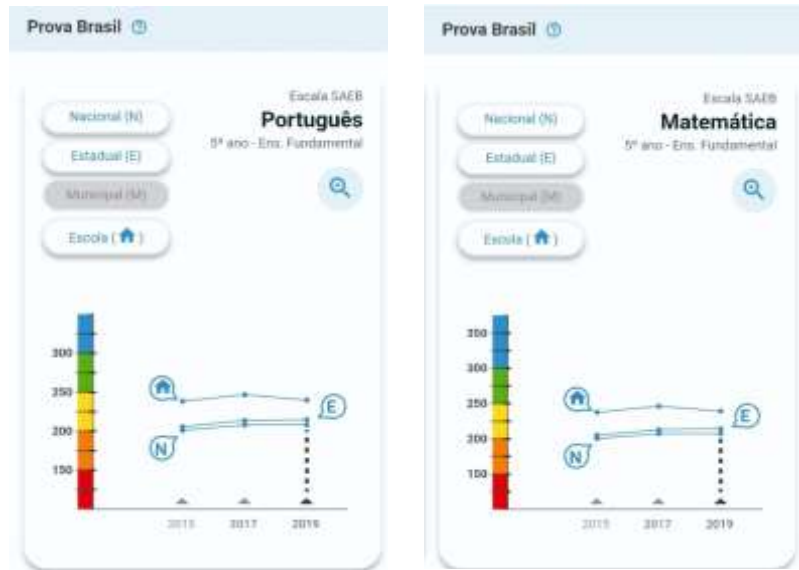 Prova Brasil
Escala SAEB
Português
5º ano - Ens. Fundamental
Nacional (N)
Estadual (E)
Municipal (M)
Escola ( )
300
250
200
150
E
N
2015 2017 2019
Prova Brasil
Escala SAEB
Matemática
5º ano - Ens. Fundamental
Nacional (N)
Estadual (E)
Municipal (M)
Escola ( )
350
300
250
200
150
E
N
2015 2017 2019